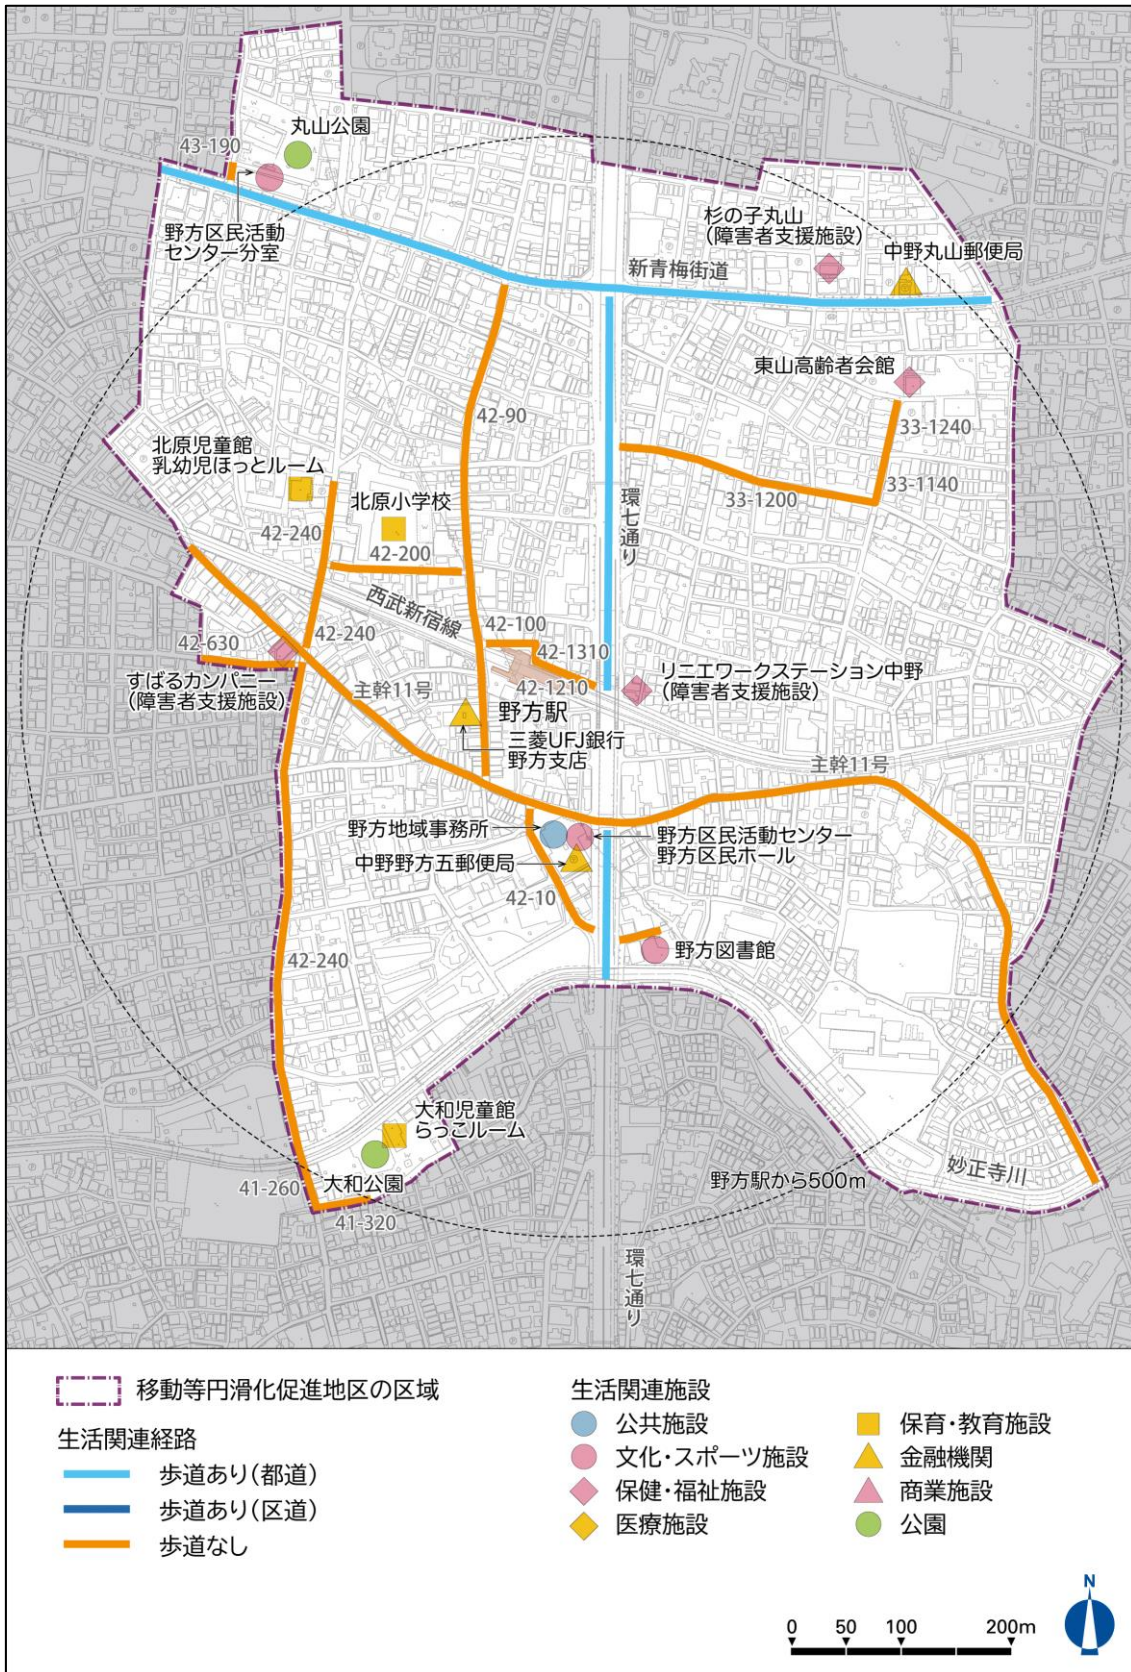 丸山公園
43-190
野方区民活動
センター分室
杉の子丸山
(障害者支援施設)
中野丸山郵便局
新青梅街道
東山高齢者会館
42-90
33-1240
北原児童館
乳幼児ほっとルーム
33-1140
33-1200
環七通り
北原小学校
42-240
42-200
西武新宿線
42-100
42-240
42-630
42-1310
すばるカンパニー
(障害者支援施設)
主幹11号
42-1210
リニエワークステーション中野
(障害者支援施設)
野方駅
三菱UFJ銀行
野方支店
主幹11号
野方地域事務所
野方区民活動センター
野方区民ホール
中野野方五郵便局
42-10
42-240
野方図書館
大和児童館
らっこルーム
大和公園
41-260
41-320
野方駅から500m
妙正寺川
環七通り
移動等円滑化促進地区の区域
生活関連経路
歩道あり(都道)
歩道あり(区道)
歩道なし
生活関連施設
公共施設
文化・スポーツ施設
保健・福祉施設
医療施設
保育・教育施設
金融機関
商業施設
公園
N
0 50 100 200m